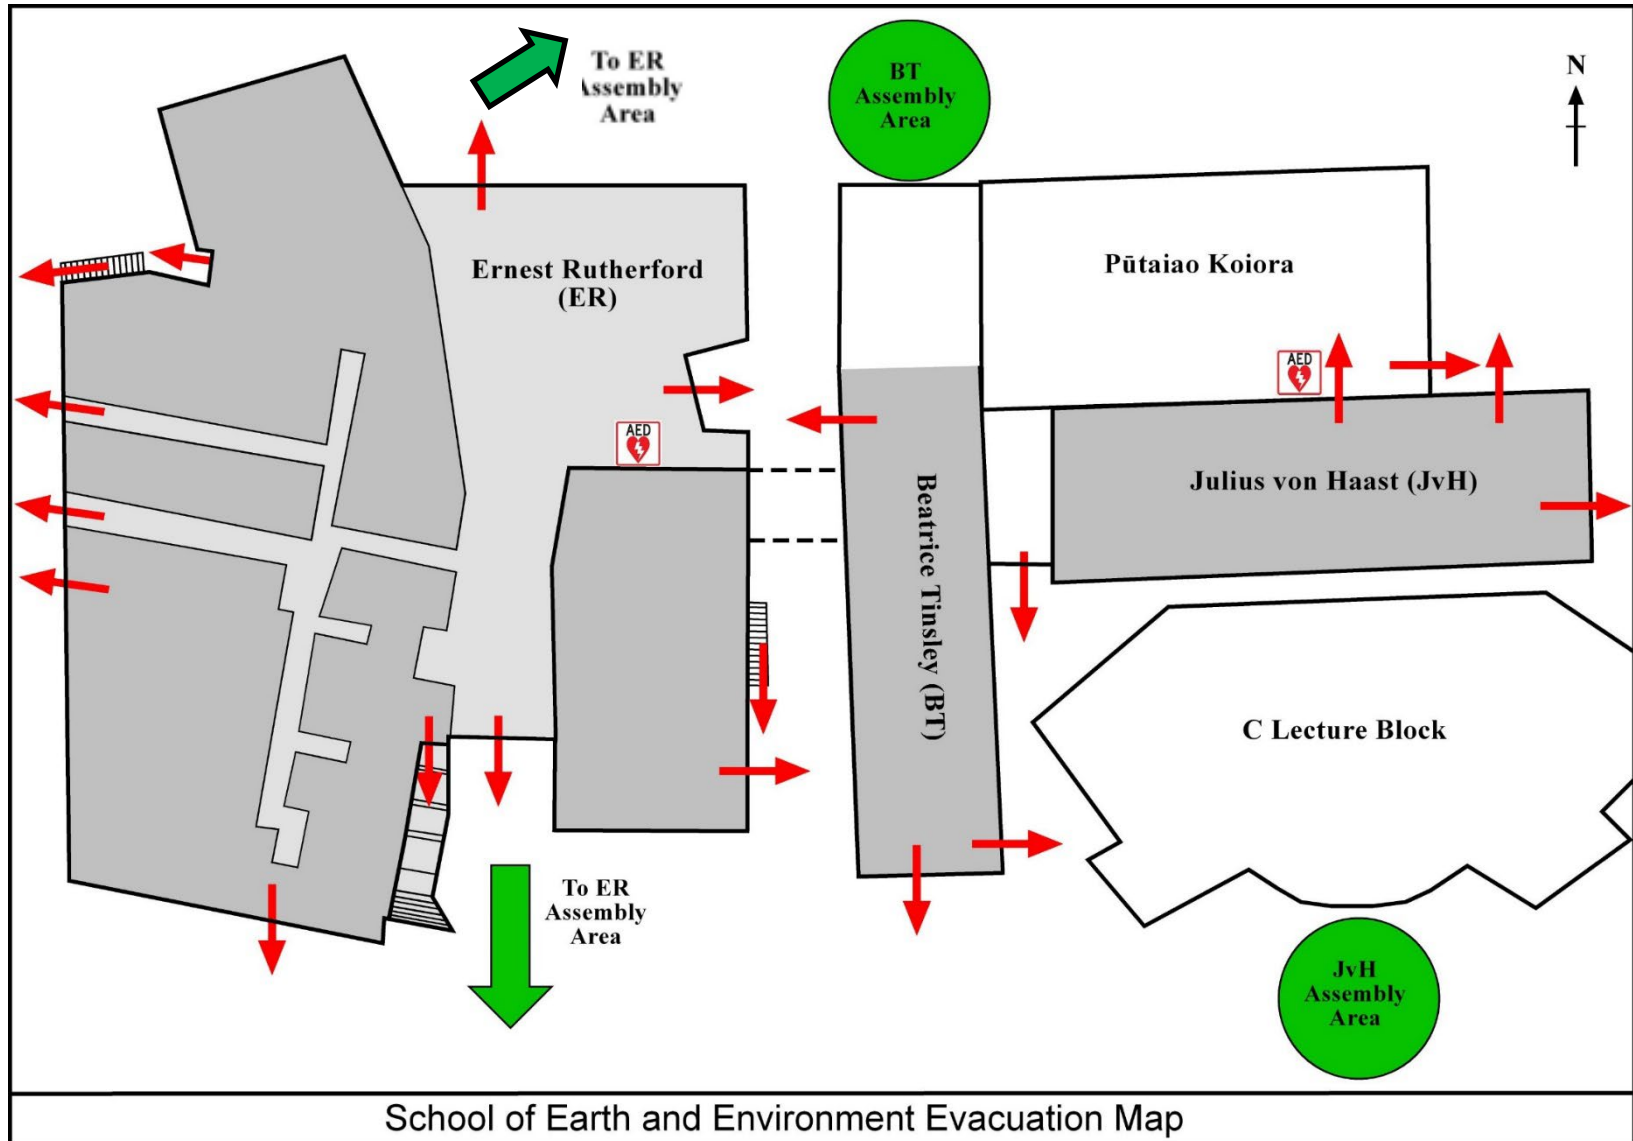 To ER
Assembly
Area
BT
Assembly
Area
N
Ernest Rutherford
(ER)
Pūtaiao Koiora
AED
AED
Julius von Haast (JvH)
Beatrice Tinsley (BT)
C Lecture Block
To ER
Assembly
Area
JvH
Assembly
Area
School of Earth and Environment Evacuation Map